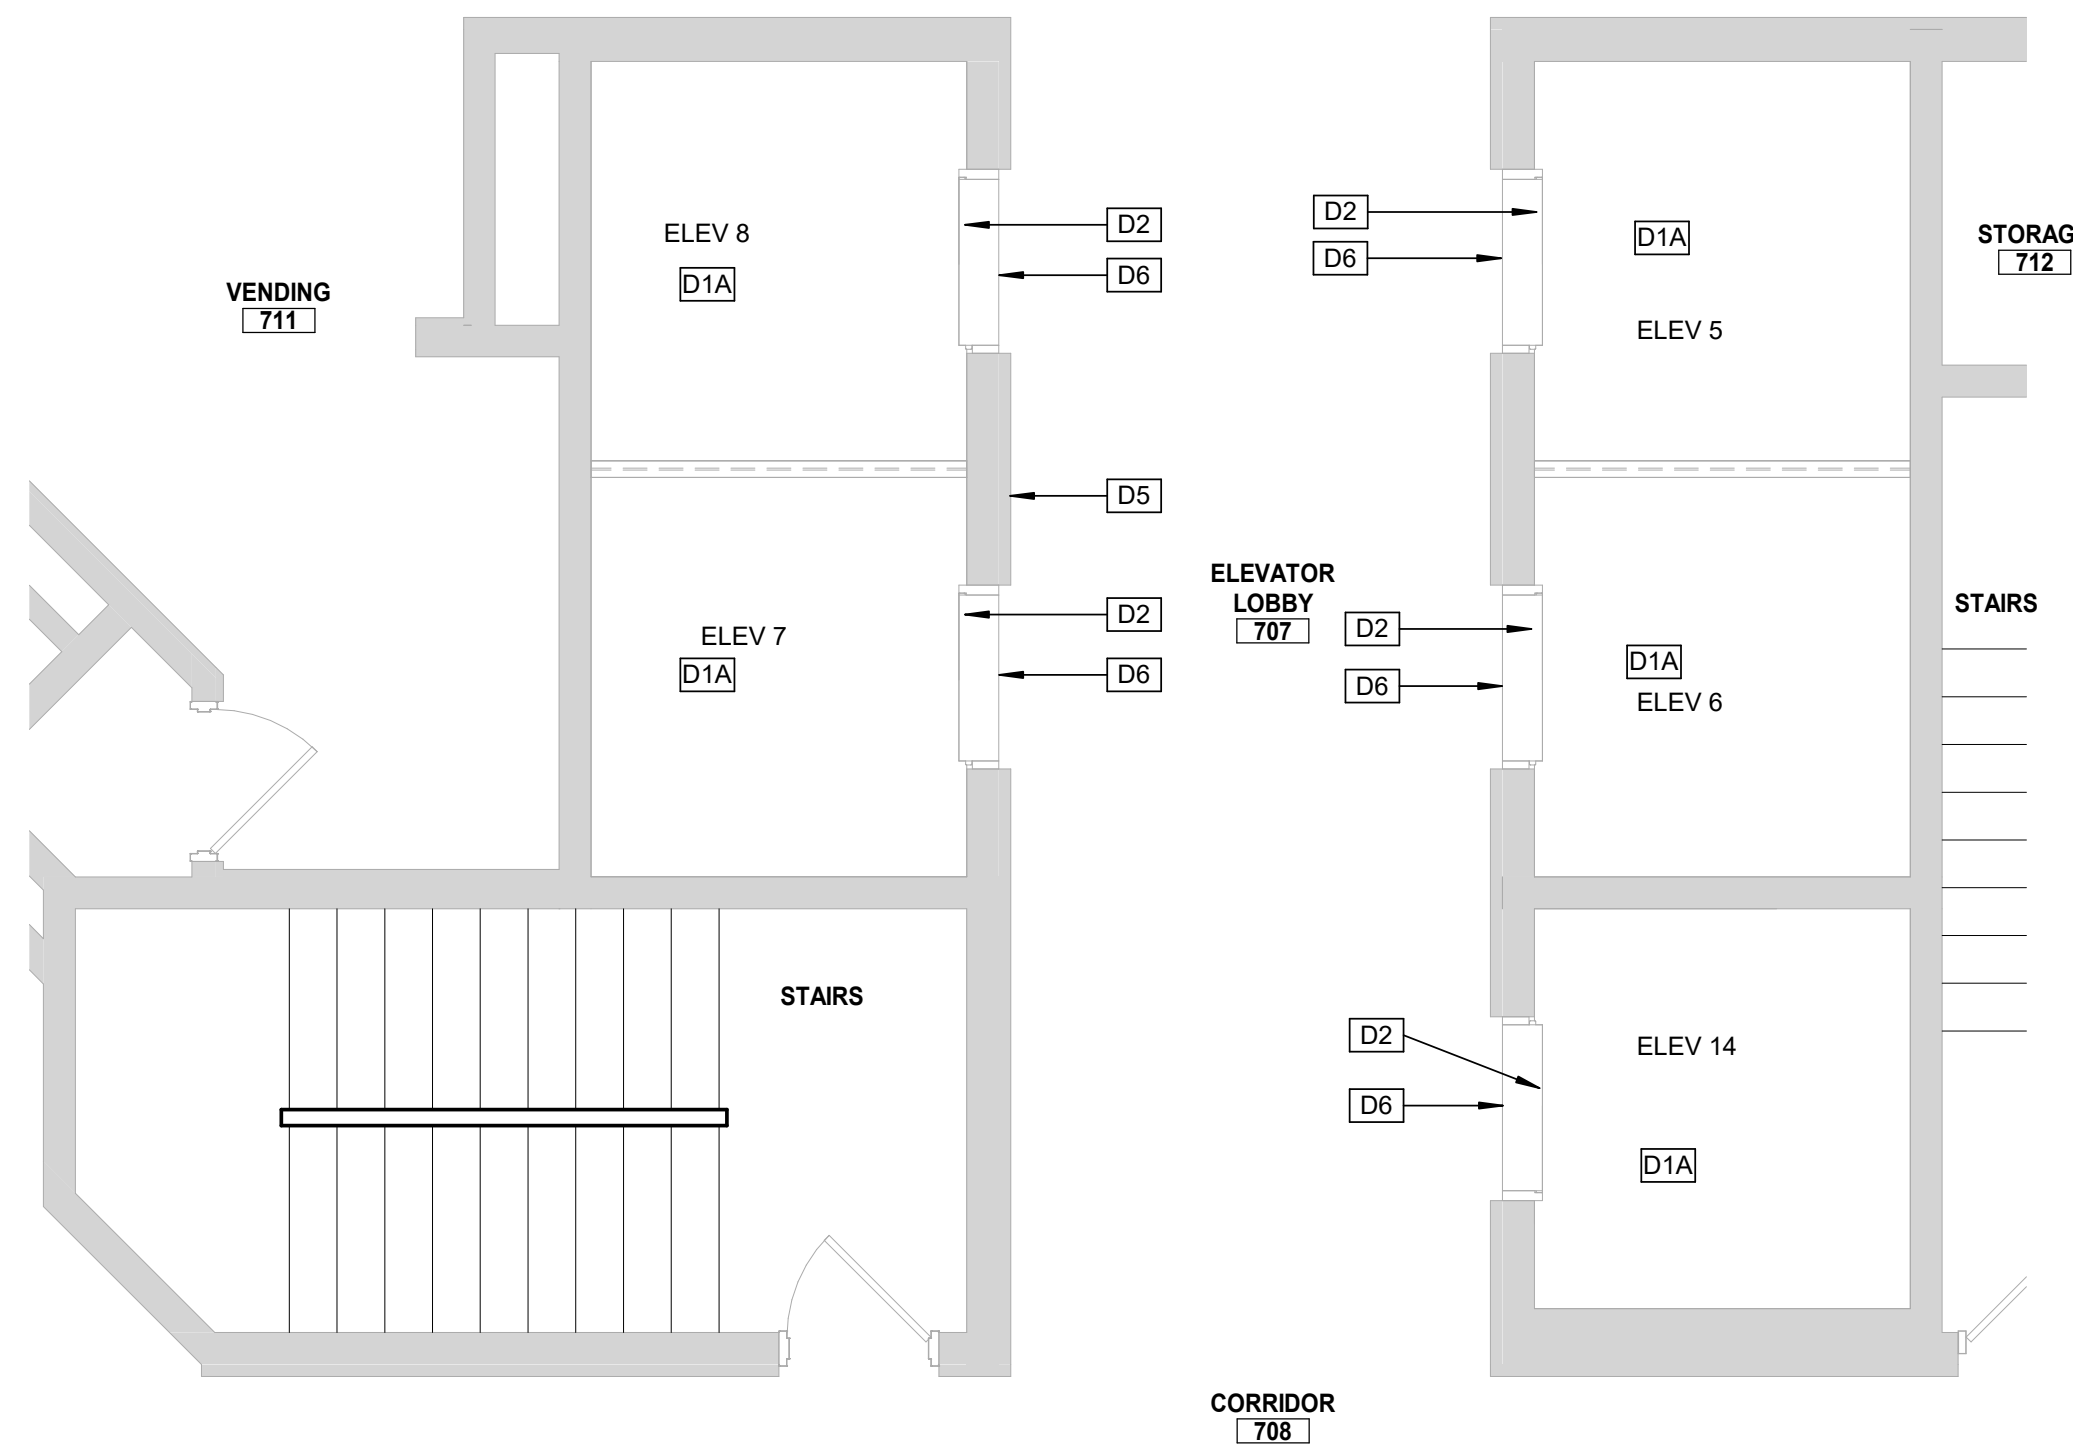 D2
D2
ELEV 8
D1A
STORAG
712
D6
D6
D1A
VENDING
711
ELEV 5
D5
ELEVATOR
LOBBY
707
STAIRS
D2
D2
ELEV 7
D1A
D6
D6
D1A
ELEV 6
STAIRS
D2
ELEV 14
D6
D1A
CORRIDOR
708